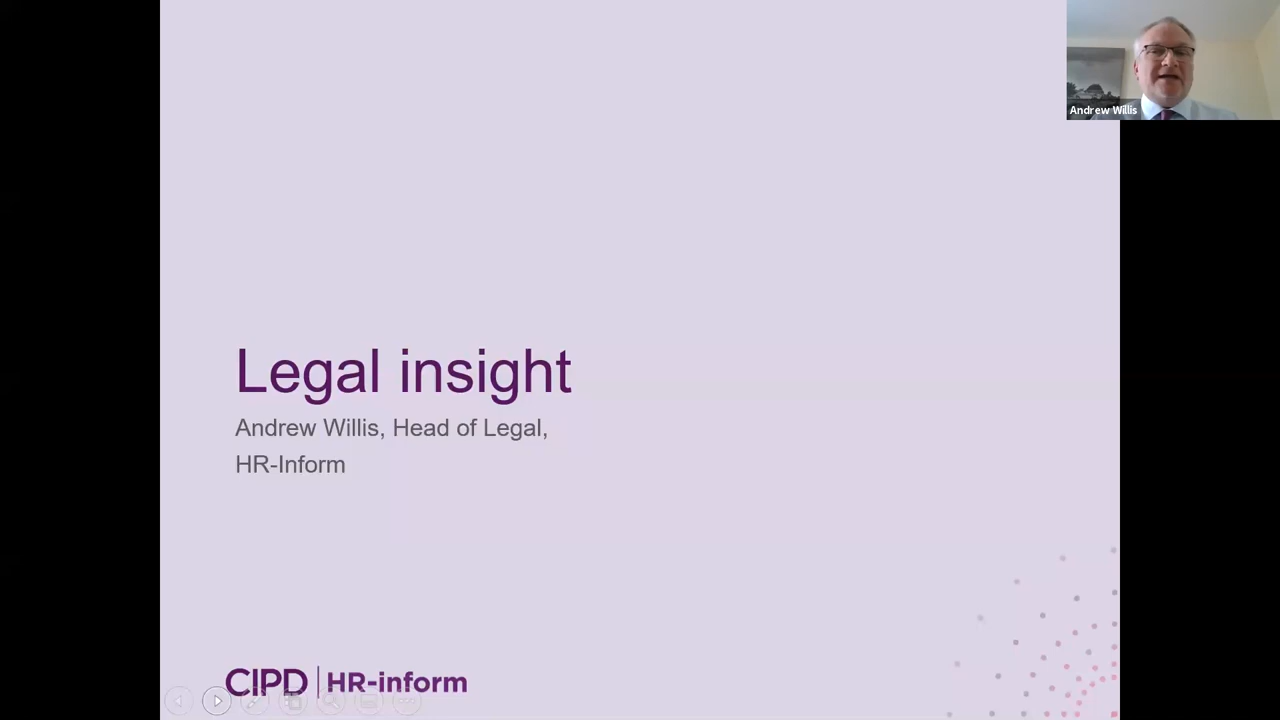 Andrew Willis
Legal insight
Andrew Willis, Head of Legal,
HR-Inform
CIPD | HR-inform